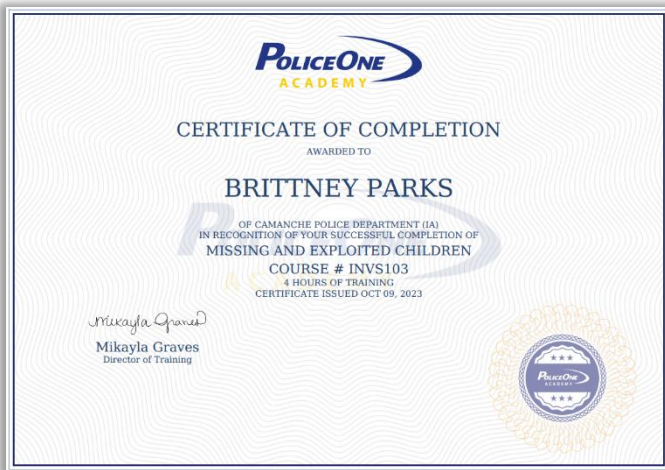 POLICEONE
ACADEMY
CERTIFICATE OF COMPLETION
AWARDED TO
BRITTNEY PARKS
OF CAMANCHE POLICE DEPARTMENT (IA)
IN RECOGNITION OF YOUR SUCCESSFUL COMPLETION OF
MISSING AND EXPLOITED CHILDREN
COURSE # INVS103
4 HOURS OF TRAINING
CERTIFICATE ISSUED OCT 09, 2023
Mikayla Graves
Mikayla Graves
Director of Training
POLICEONE
ACADEMY